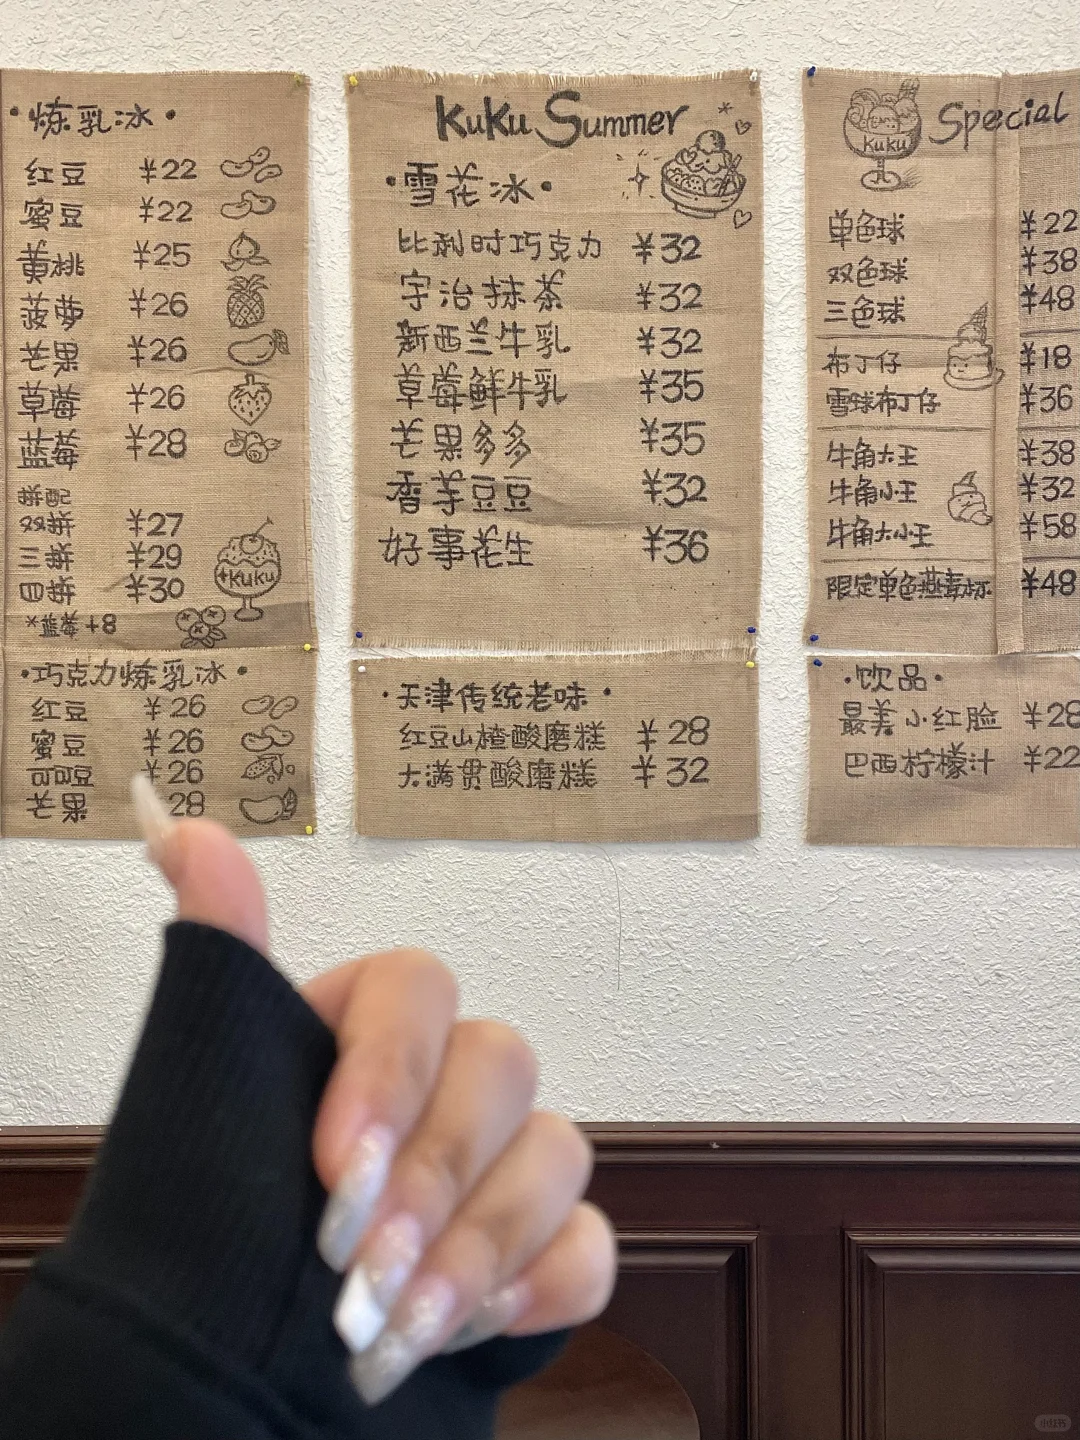 ·炼乳冰·
红豆 ¥22
蜜豆 ¥22
黄桃 ¥25
菠萝 ¥26
芒果 ¥26
草莓 ¥26
蓝莓 ¥28
拼配
双拼 ¥27
三拼 ¥29
四拼 ¥30
*蓝莓+8
KuKu
·巧克力炼乳冰·
红豆 ¥26
蜜豆 ¥26
可可豆 ¥26
芒果 28
KuKu Summer
·雪花冰·
比利时巧克力 ¥32
宇治抹茶 ¥32
新西兰牛乳 ¥32
草莓鲜牛乳 ¥35
芒果多多 ¥35
香芋豆豆 ¥32
好事花生 ¥36
·天津传统老味·
红豆山楂酸磨糕 ¥28
大满贯酸磨糕 ¥32
KuKu
Special
单色球 ¥22
双色球 ¥38
三色球 ¥48
布丁仔 ¥18
雪球布丁仔 ¥36
牛角大王 ¥38
牛角小王 ¥32
牛角大小王 ¥58
限定单色燕麦杯 ¥48
·饮品·
最美小红脸 ¥28
巴西柠檬汁 ¥22
小红书